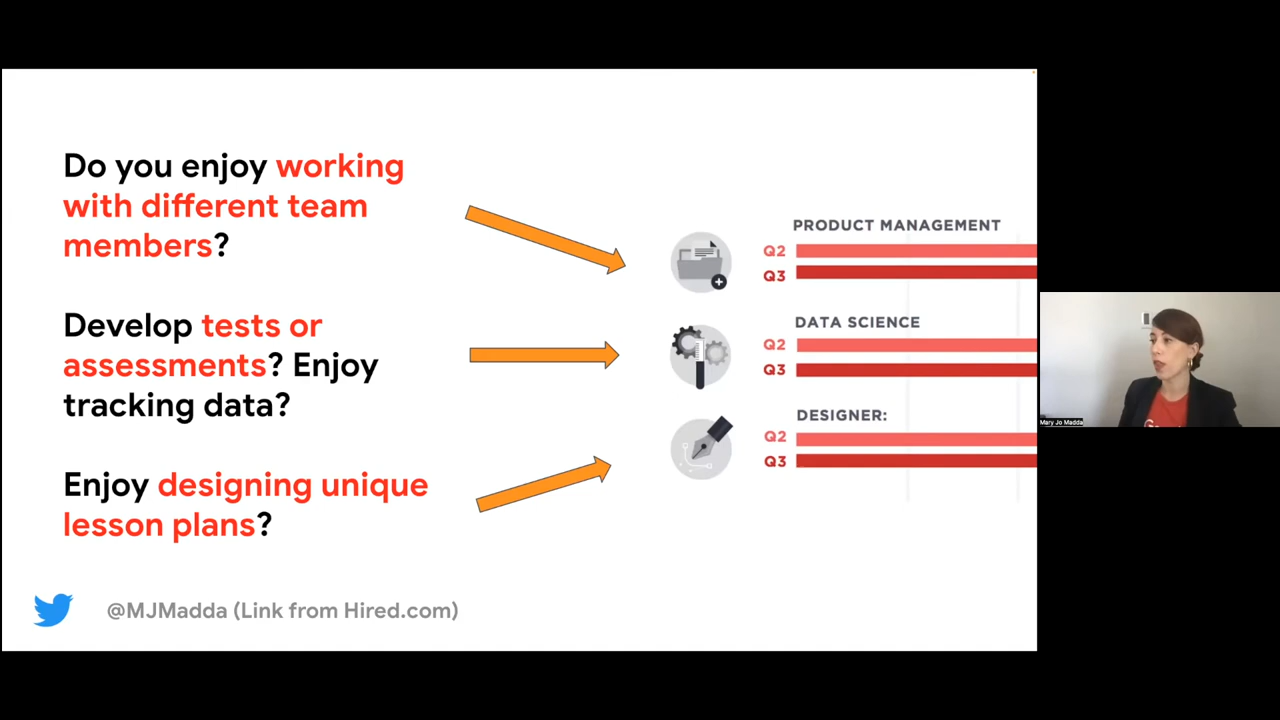 Do you enjoy working
with different team
members?
Develop tests or
assessments? Enjoy
tracking data?
Enjoy designing unique
lesson plans?
@MJMadda (Link from Hired.com)
PRODUCT MANAGEMENT
Q2
Q3
DATA SCIENCE
Q2
Q3
DESIGNER:
Q2
Q3
Mary Jo Madda